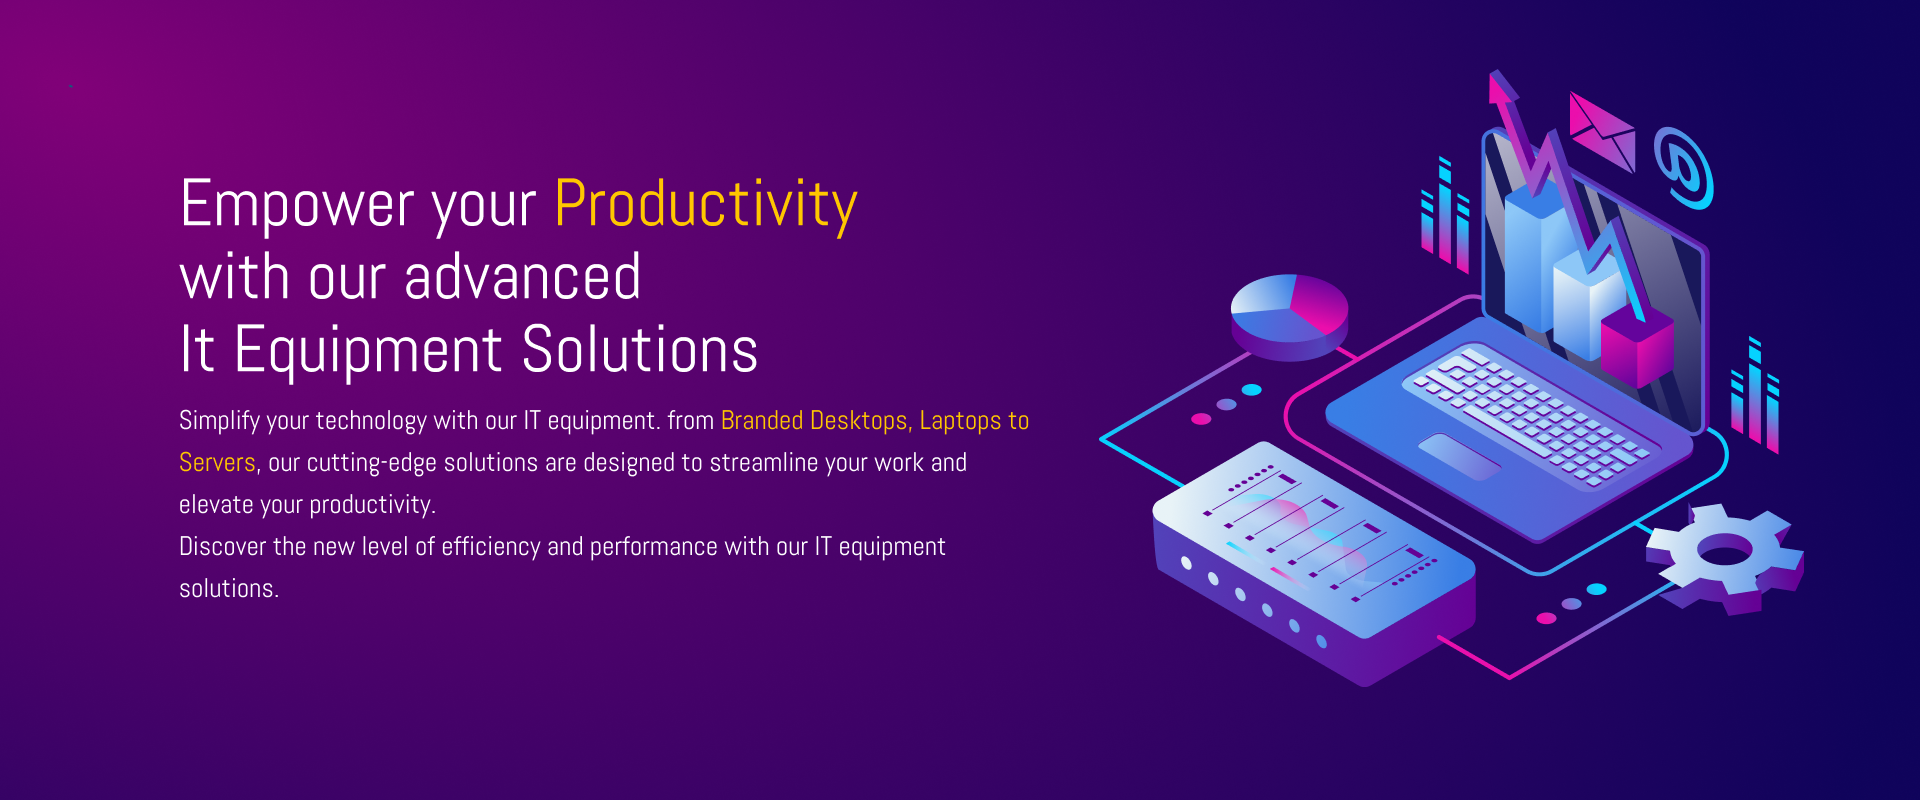 Empower your Productivity
with our advanced
It Equipment Solutions
Simplify your technology with our IT equipment. from Branded Desktops, Laptops to
Servers, our cutting-edge solutions are designed to streamline your work and
elevate your productivity.
Discover the new level of efficiency and performance with our IT equipment
solutions.